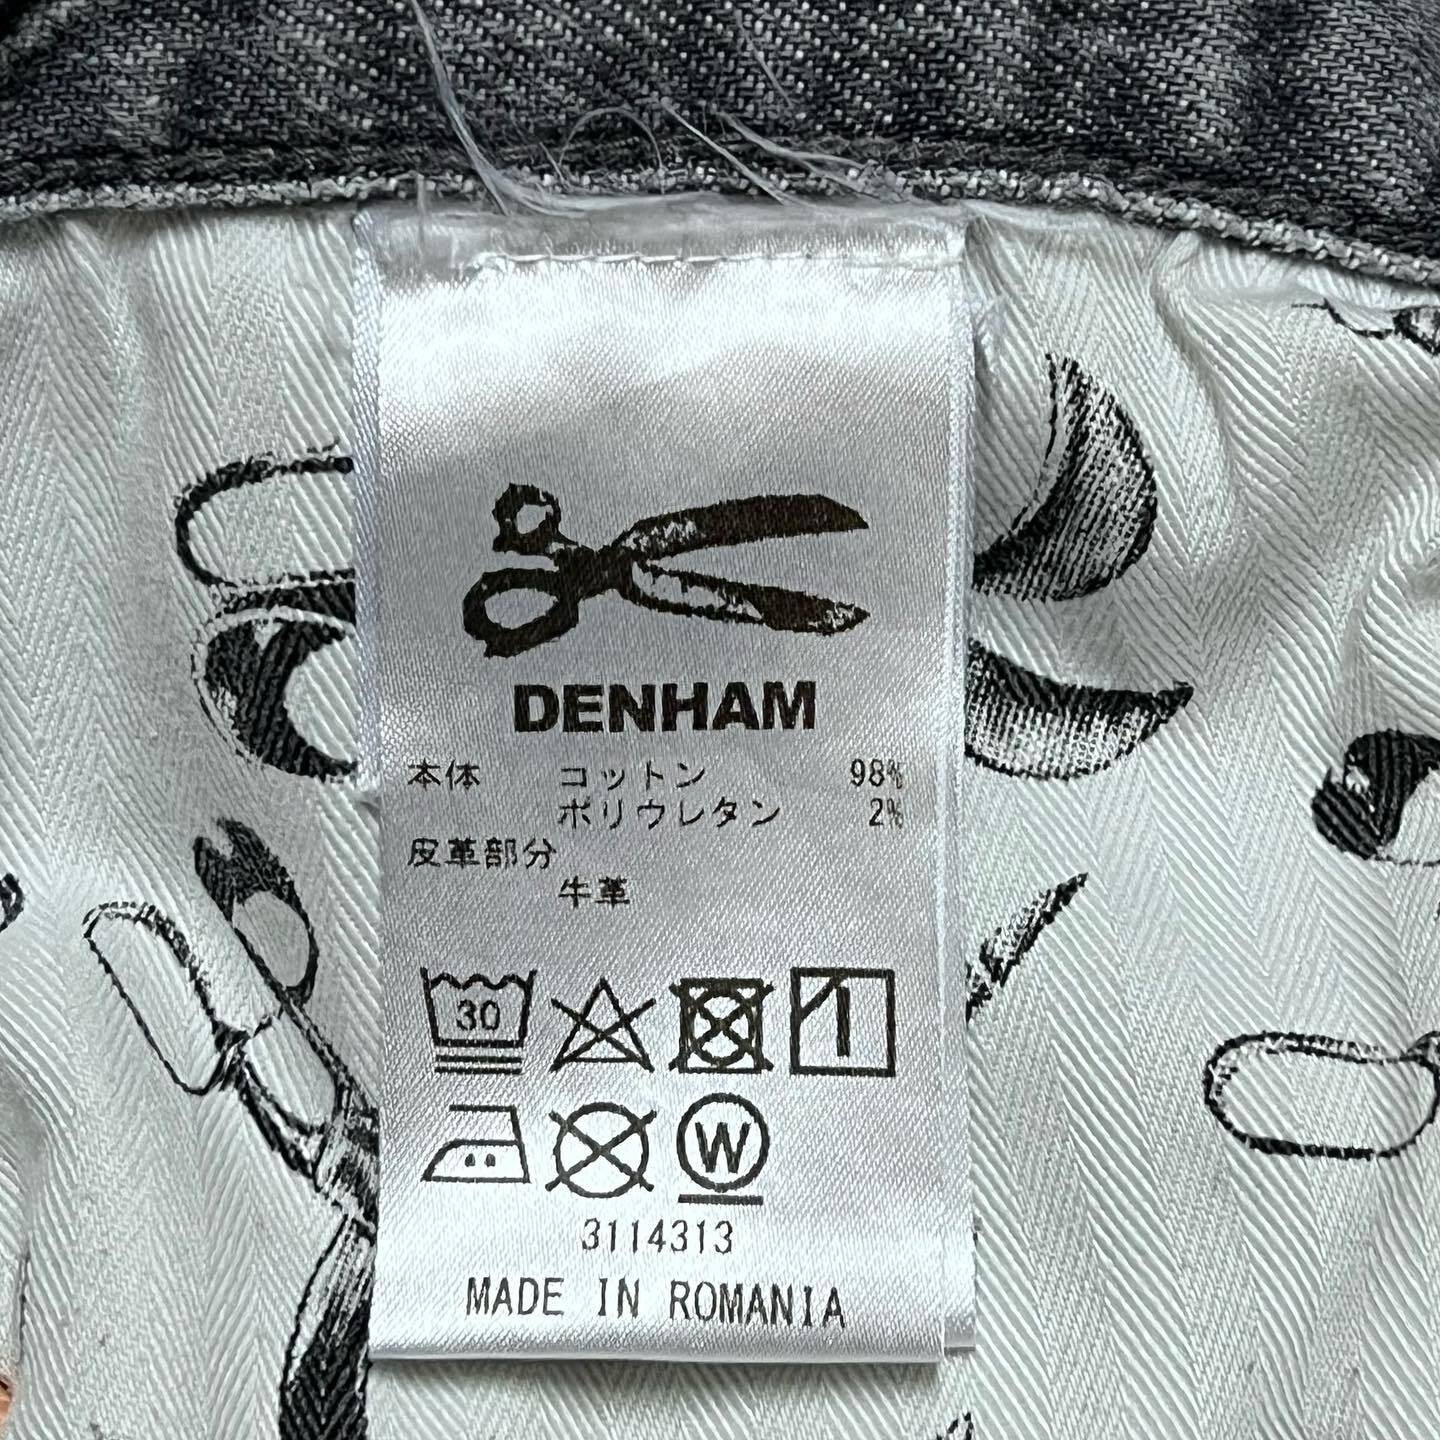 DENHAM
本体 コットン 98%
ポリウレタン 2%
皮革部分
牛革
30
W
3114313
MADE IN ROMANIA